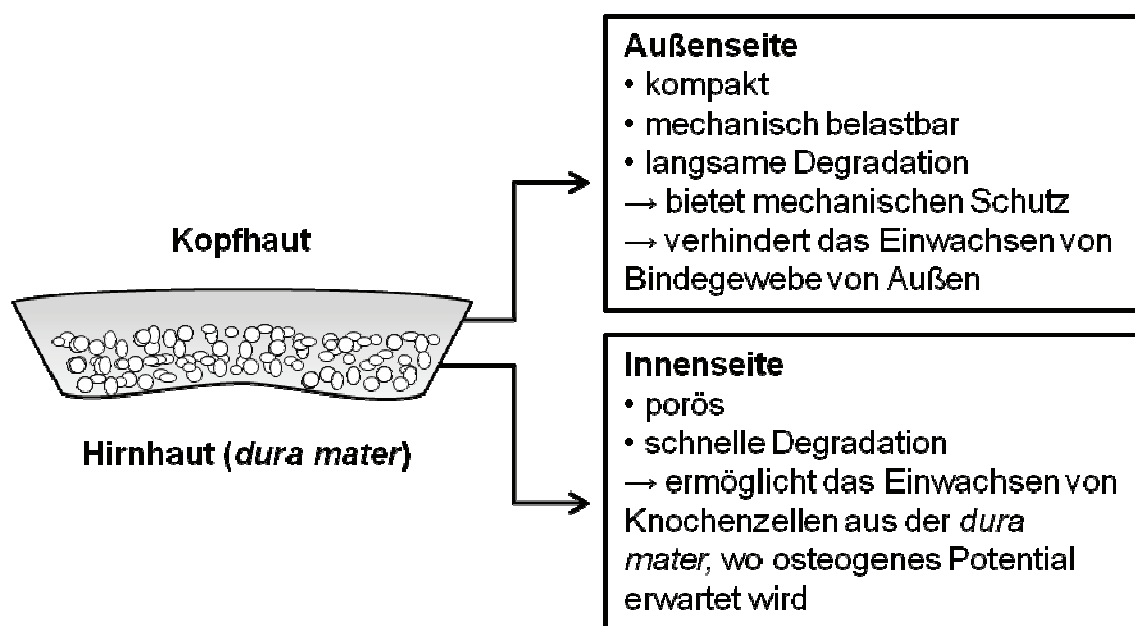 Außenseite
• kompakt
• mechanisch belastbar
• langsame Degradation
→ bietet mechanischen Schutz
→ verhindert das Einwachsen von
Bindegewebe von Außen
Kopfhaut
Hirnhaut (dura mater)
Innenseite
• porös
• schnelle Degradation
→ ermöglicht das Einwachsen von
Knochenzellen aus der dura
mater, wo osteogenes Potential
erwartet wird